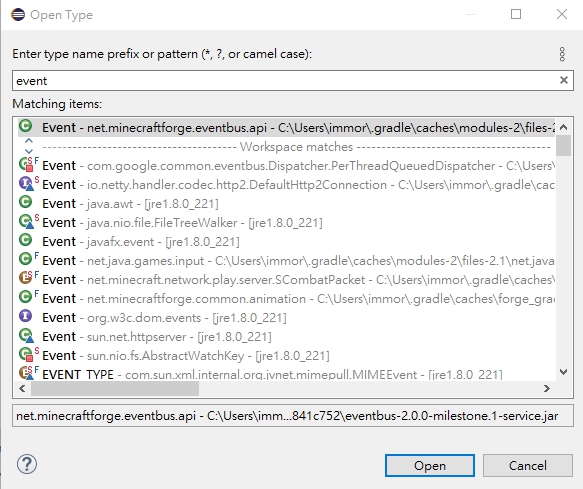 Open Type
Enter type name prefix or pattern (*, ?, or camel case):
event
Matching items:
Event - net.minecraftforge.eventbus.api - C:\Users\immor\.gradle\caches\modules-2\files-2
Workspace matches
Event - com.google.common.eventbus.Dispatcher.PerThreadQueuedDispatcher - C:\Users\im
Event - io.netty.handler.codec.http2.DefaultHttp2Connection - C:\Users\immor\.gradle\cac
Event - java.awt - [jre1.8.0_221]
Event - java.nio.file.FileTreeWalker - [jre1.8.0_221]
Event - javafx.event - [jre1.8.0_221]
Event - net.java.games.input - C:\Users\immor\.gradle\caches\modules-2\files-2.1\net.java
Event - net.minecraft.network.play.server.SCombatPacket - C:\Users\immor\.gradle\caches\
Event - net.minecraftforge.common.animation - C:\Users\immor\.gradle\caches\forge_grad
Event - org.w3c.dom.events - [jre1.8.0_221]
Event - sun.net.httpserver - [jre1.8.0_221]
Event - sun.nio.fs.AbstractWatchKey - [jre1.8.0_221]
EVENT_TYPE - com.sun.xml.internal.org.jvnet.mimepull.MIMEEvent - [jre1.8.0_221]
net.minecraftforge.eventbus.api - C:\Users\imm...841c752\eventbus-2.0.0-milestone.1-service.jar
Open
Cancel